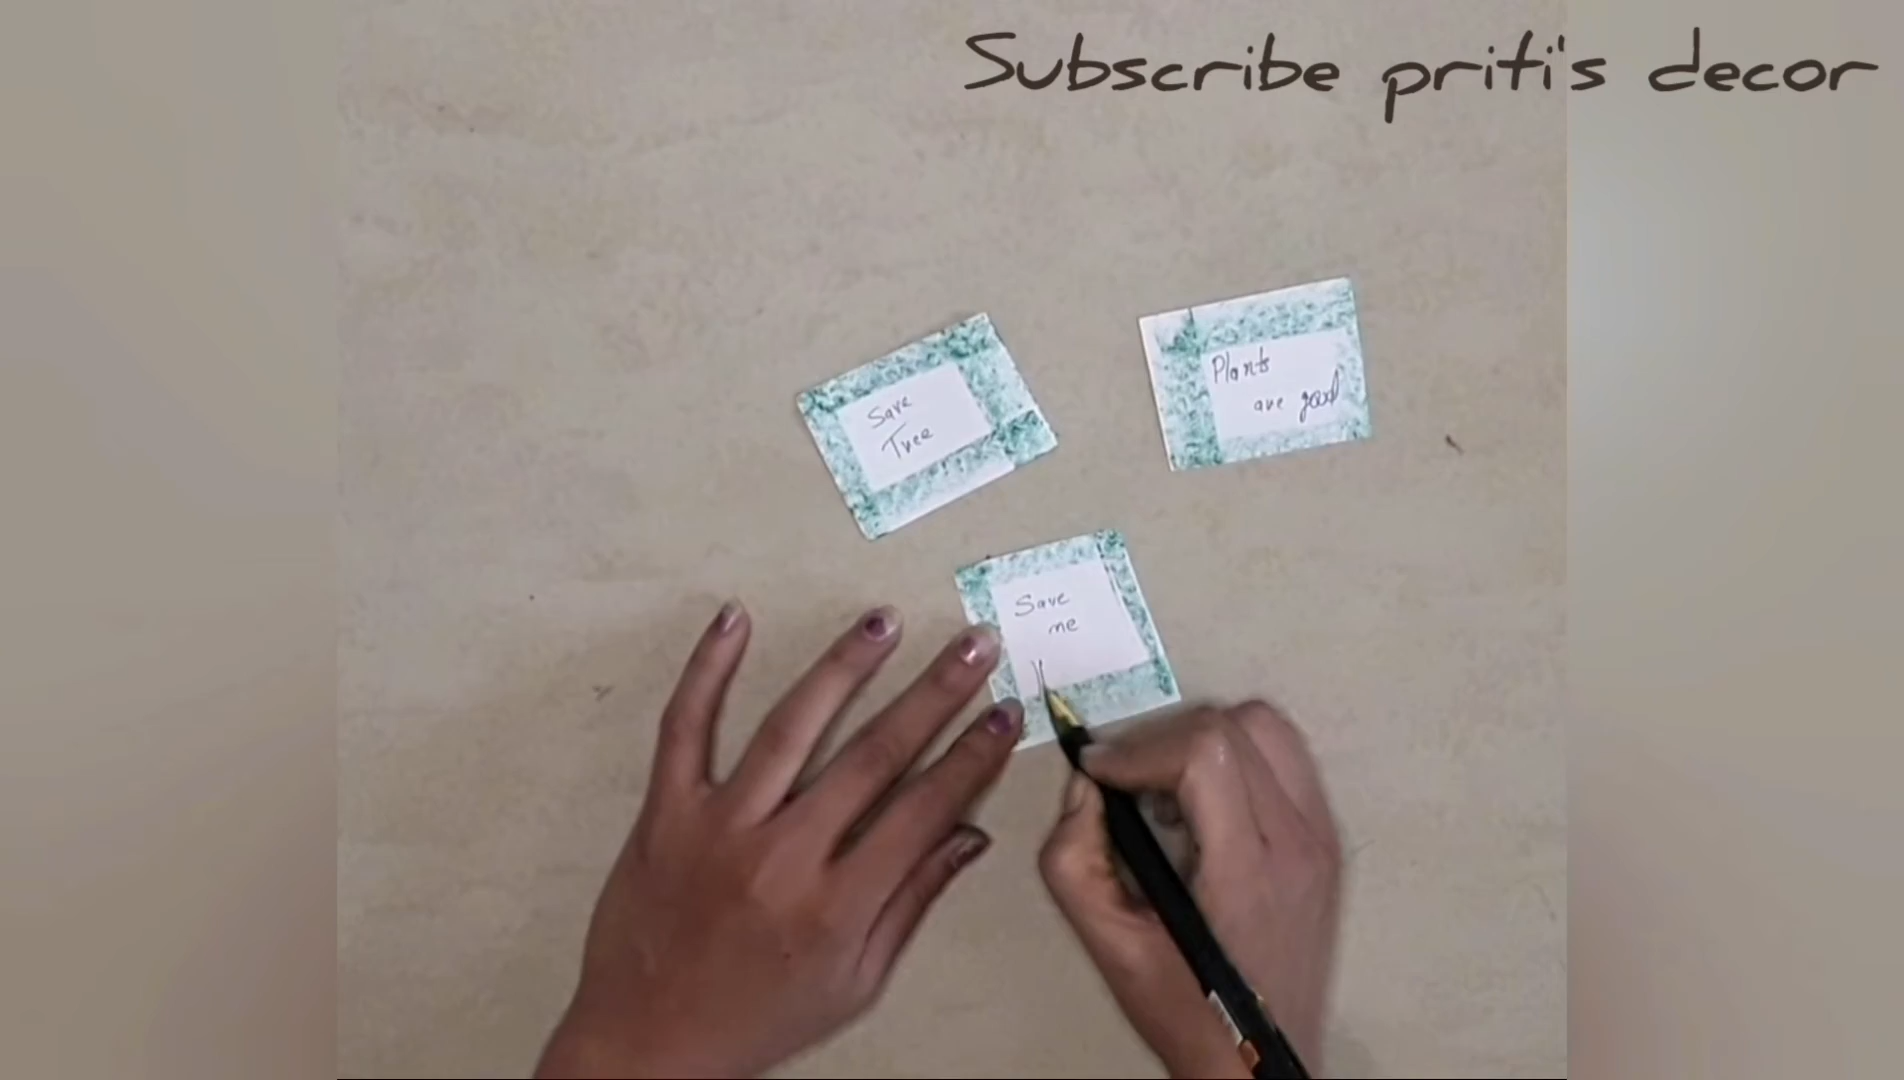 Subscribe priti's decor
Save
Tree
Plants
are good
Save
me